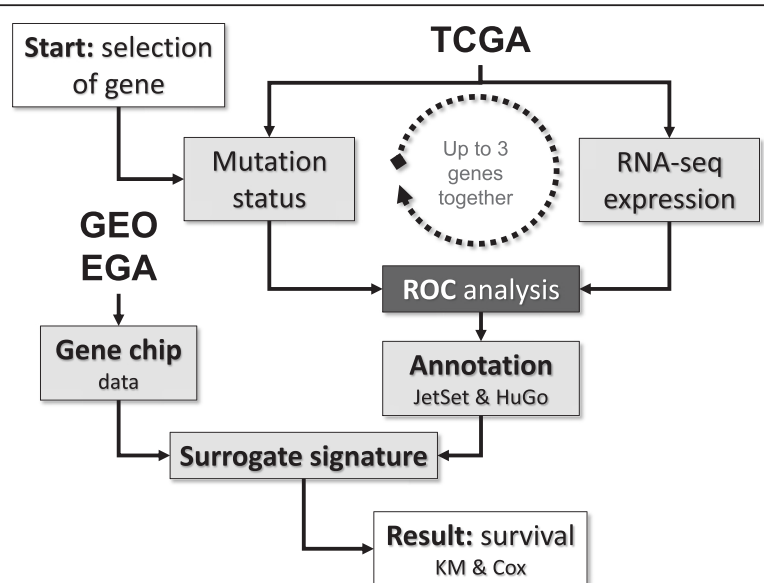 Start: selection
of gene
TCGA
Up to 3
genes
together
Mutation
status
RNA-seq
expression
GEO
EGA
ROC analysis
Gene chip
data
Annotation
JetSet & HuGo
Surrogate signature
Result: survival
KM & Cox